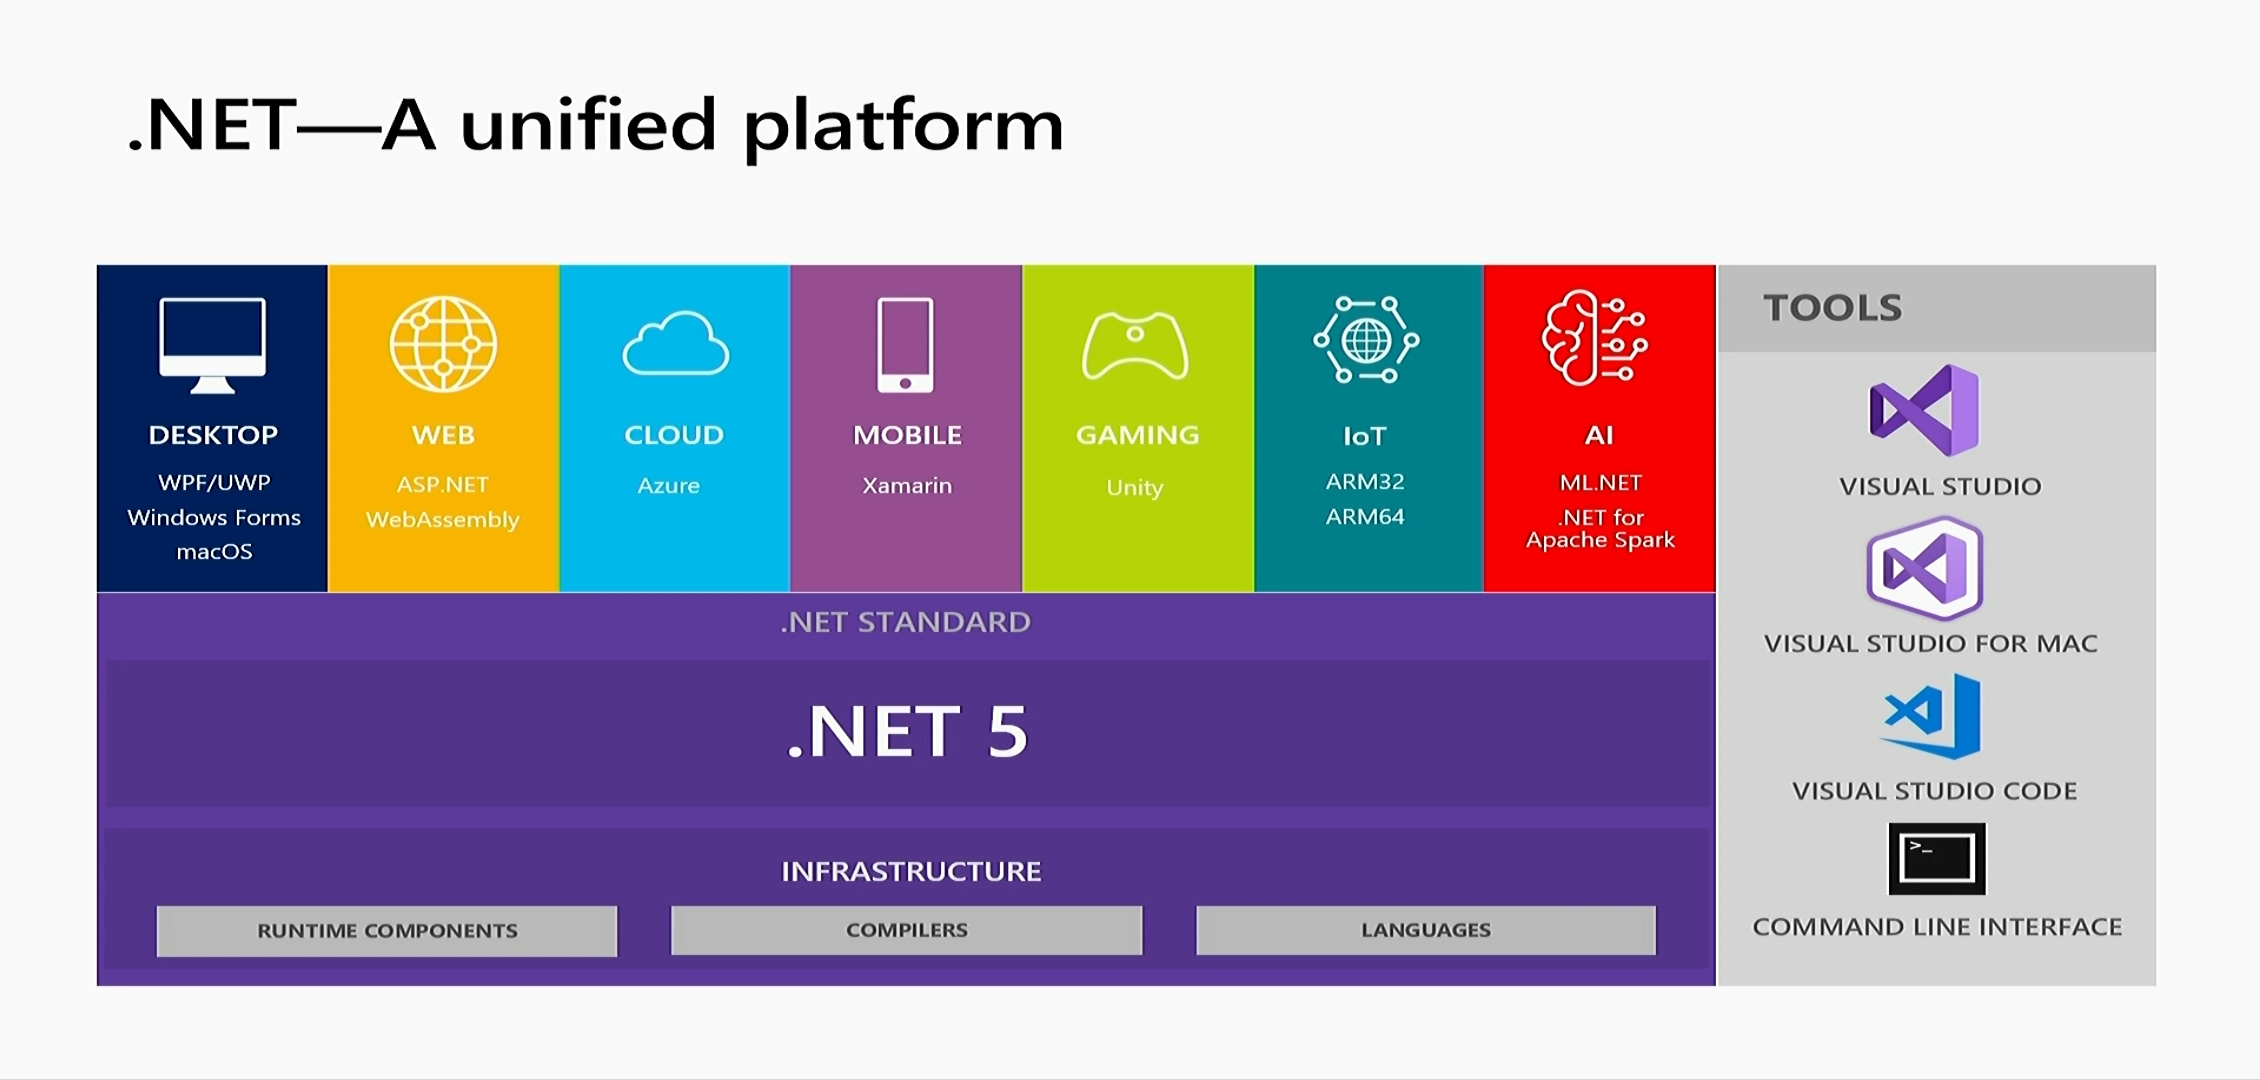 .NET—A unified platform
DESKTOP
WPF/UWP
Windows Forms
macOS
WEB
ASP.NET
WebAssembly
CLOUD
Azure
MOBILE
Xamarin
GAMING
Unity
IoT
ARM32
ARM64
AI
ML.NET
.NET for
Apache Spark
.NET STANDARD
.NET 5
INFRASTRUCTURE
RUNTIME COMPONENTS
COMPILERS
LANGUAGES
TOOLS
VISUAL STUDIO
VISUAL STUDIO FOR MAC
VISUAL STUDIO CODE
>_
COMMAND LINE INTERFACE